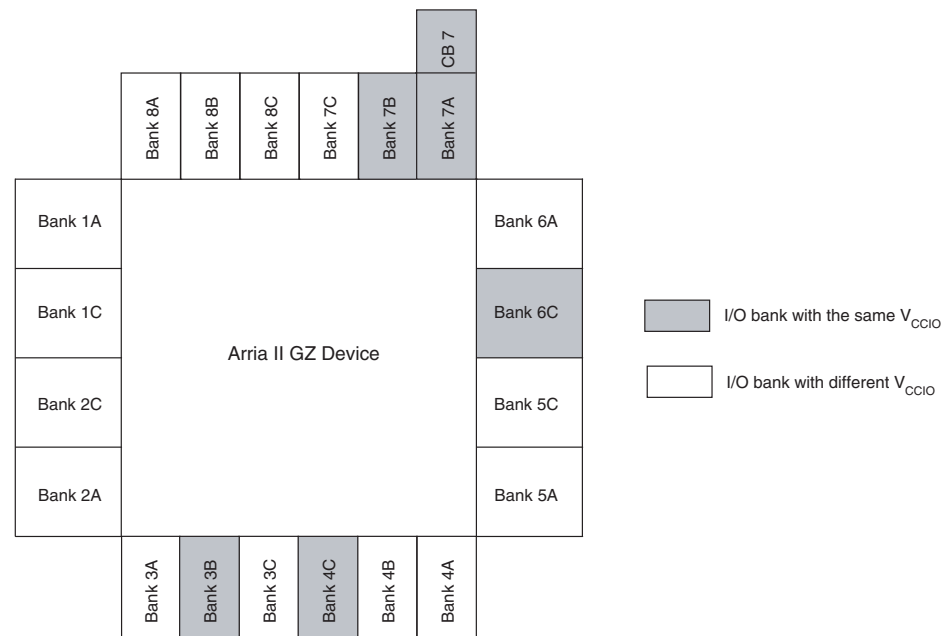 CB 7
Bank 8A
Bank 8B
Bank 8C
Bank 7C
Bank 7B
Bank 7A
Bank 1A
Bank 1C
Bank 2C
Bank 2A
Arria II GZ Device
Bank 6A
Bank 6C
Bank 5C
Bank 5A
Bank 3A
Bank 3B
Bank 3C
Bank 4C
Bank 4B
Bank 4A
I/O bank with the same VCCIO
I/O bank with different VCCIO